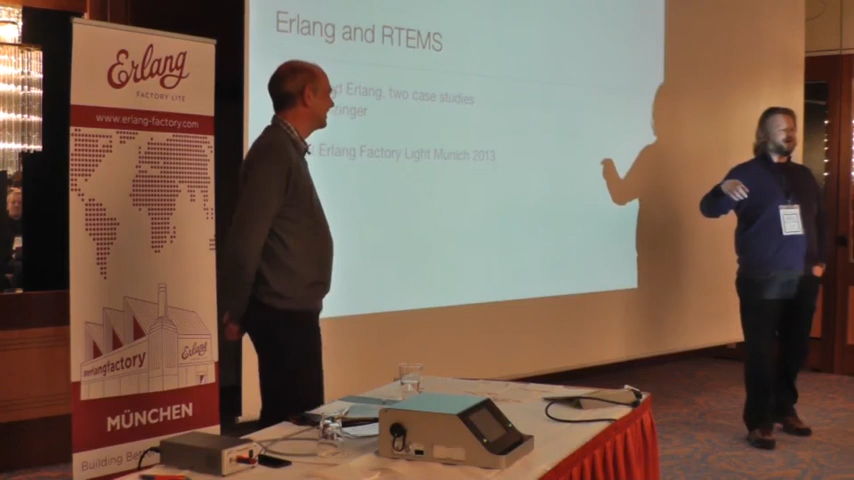 Erlang
FACTORY LITE
www.erlang-factory.com
erlangfactory
Erlang
MÜNCHEN
Building Be
Erlang and RTEMS
Erlang, two case studies
Erlang Factory Light Munich 2013